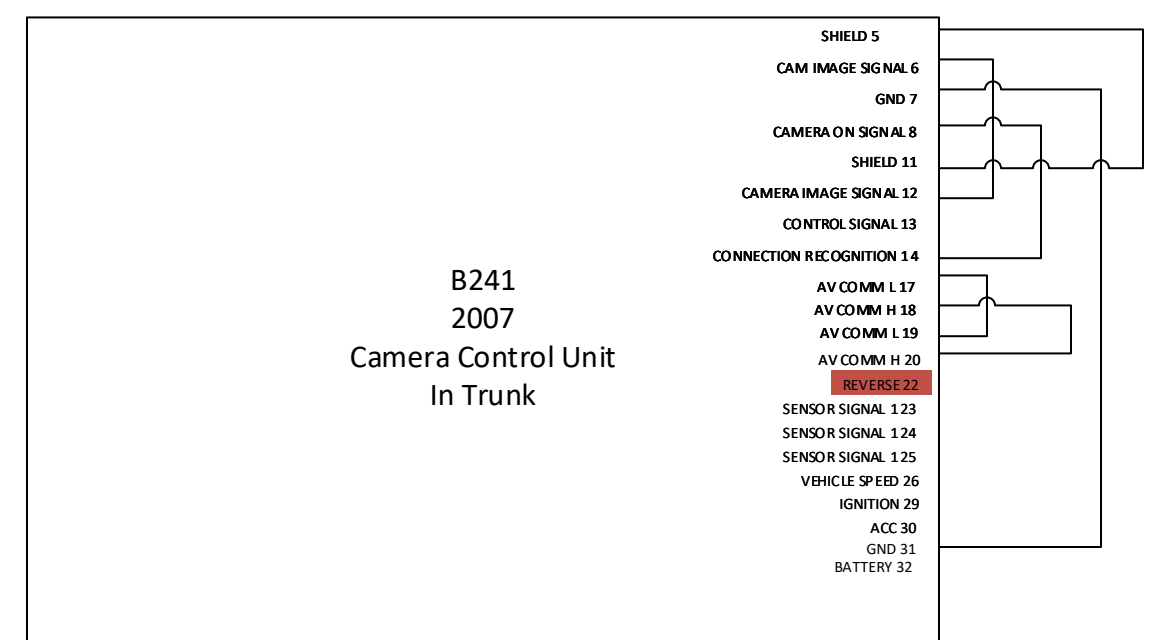 SHIELD 5
CAM IMAGE SIGNAL 6
GND 7
CAMERA ON SIGNAL 8
SHIELD 11
CAMERA IMAGE SIGNAL 12
CONTROL SIGNAL 13
CONNECTION RECOGNITION 14
AV COMM L 17
AV COMM H 18
AV COMM L 19
AV COMM H 20
REVERSE 22
SENSOR SIGNAL 1 23
SENSOR SIGNAL 1 24
SENSOR SIGNAL 1 25
VEHICLE SPEED 26
IGNITION 29
ACC 30
GND 31
BATTERY 32
B241
2007
Camera Control Unit
In Trunk